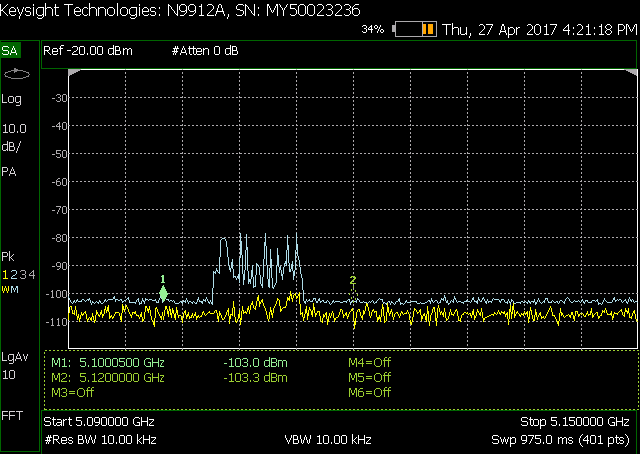 Keysight Technologies: N9912A, SN: MY50023236
34% Thu, 27 Apr 2017 4:21:18 PM
SA Ref -20.00 dBm #Atten 0 dB
Log
10.0
dB/
PA
Pk
1234
WM
LgAv
10
FFT
-30
-40
-50
-60
-70
-80
-90
-100
-110
1
2
M1: 5.1000500 GHz -103.0 dBm M4=Off
M2: 5.1200000 GHz -103.3 dBm M5=Off
M3=Off M6=Off
Start 5.090000 GHz Stop 5.150000 GHz
#Res BW 10.00 kHz VBW 10.00 kHz Swp 975.0 ms (401 pts)